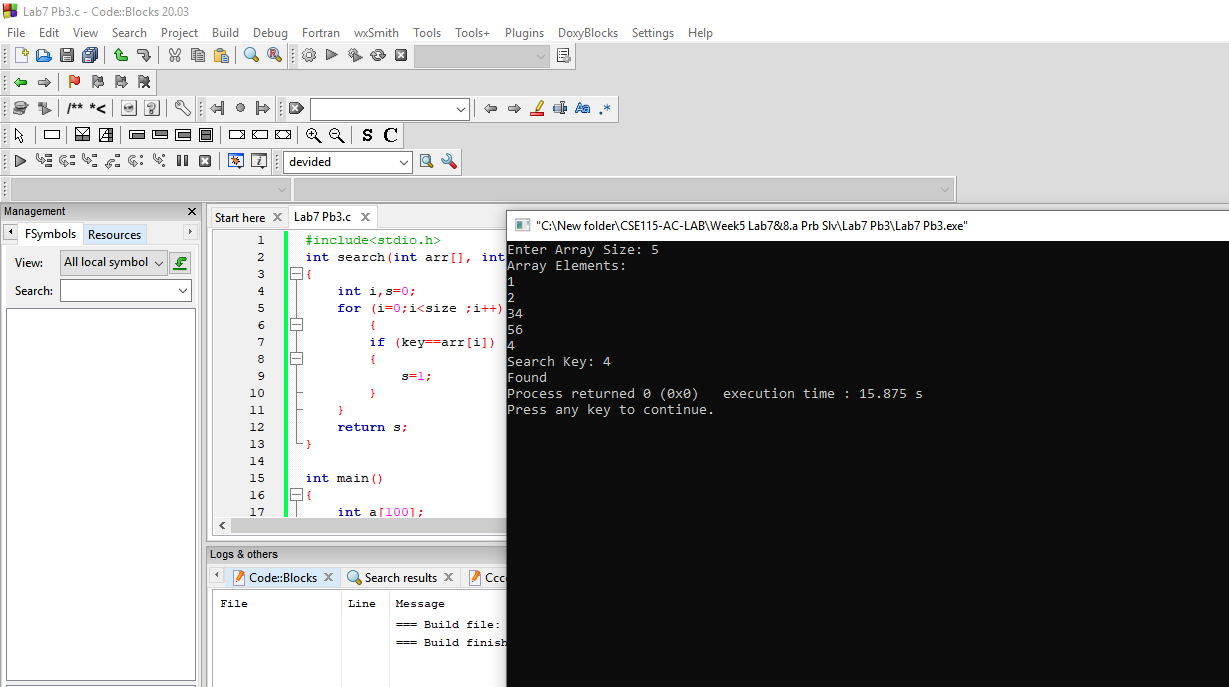 Lab7 Pb3.c - Code::Blocks 20.03
File Edit View Search Project Build Debug Fortran wxSmith Tools Tools+ Plugins DoxyBlocks Settings Help
/** *<
Aa .*
S C
devided
Management
FSymbols Resources
View: All local symbol
Search:
Start here Lab7 Pb3.c
1 #include<stdio.h>
2 int search(int arr[], int
3 {
4 int i,s=0;
5 for (i=0;i<size ;i++)
6 {
7 if (key==arr[i])
8 {
9 s=1;
10 }
11 }
12 return s;
13 }
14
15 int main()
16 {
17 int a[100];
"C:\New folder\CSE115-AC-LAB\Week5 Lab7&8.a Prb Slv\Lab7 Pb3\Lab7 Pb3.exe"
Enter Array Size: 5
Array Elements:
1
2
34
56
4
Search Key: 4
Found
Process returned 0 (0x0) execution time : 15.875 s
Press any key to continue.
Logs & others
Code::Blocks Search results Ccc
File Line Message
=== Build file:
=== Build finish